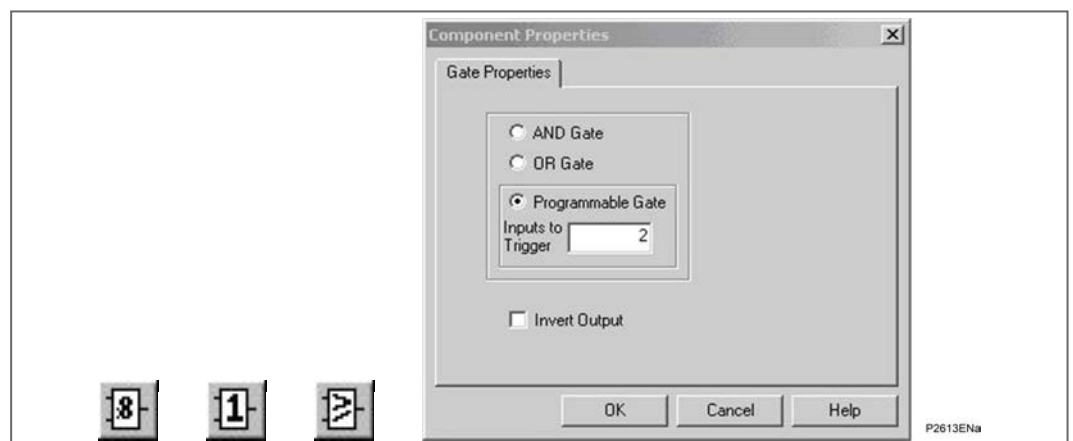 Component Properties
Gate Properties
AND Gate
OR Gate
Programmable Gate
Inputs to
Trigger
2
Invert Output
OK Cancel Help
& 1 ≥
P2613ENa